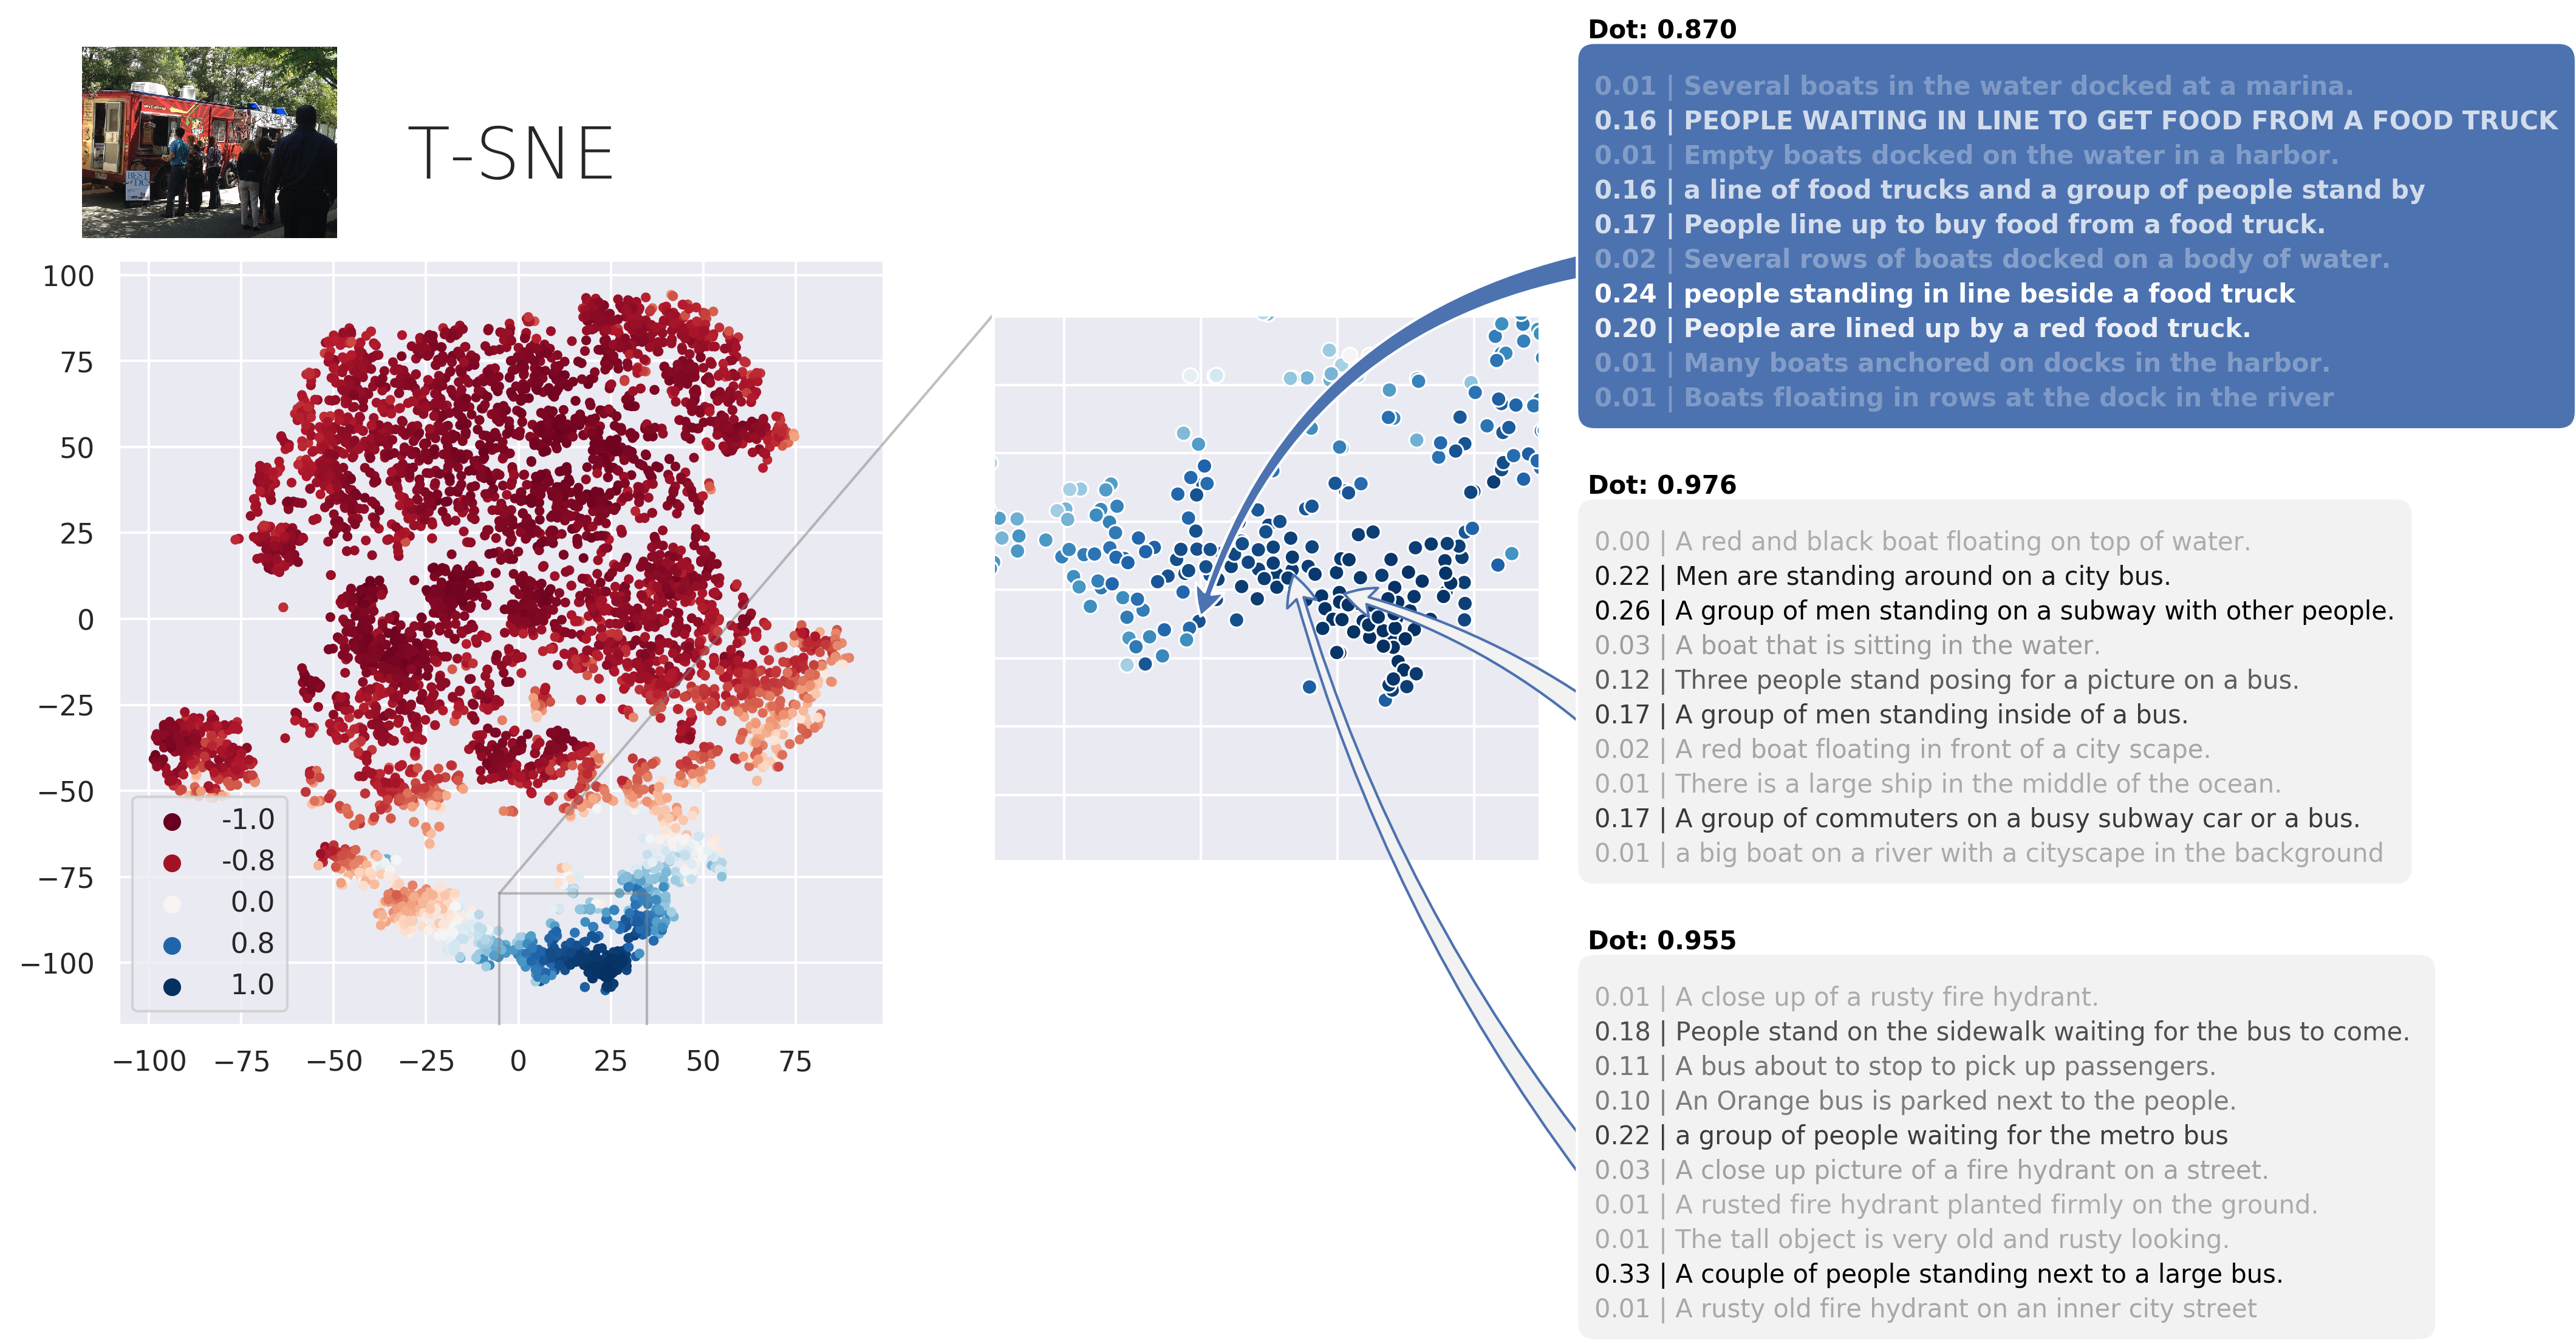 T-SNE
BEST
DC
100
75
50
25
0
−25
−50
−75
−100
-1.0
-0.8
0.0
0.8
1.0
−100 −75 −50 −25 0 25 50 75
Dot: 0.870
0.01 | Several boats in the water docked at a marina.
0.16 | PEOPLE WAITING IN LINE TO GET FOOD FROM A FOOD TRUCK
0.01 | Empty boats docked on the water in a harbor.
0.16 | a line of food trucks and a group of people stand by
0.17 | People line up to buy food from a food truck.
0.02 | Several rows of boats docked on a body of water.
0.24 | people standing in line beside a food truck
0.20 | People are lined up by a red food truck.
0.01 | Many boats anchored on docks in the harbor.
0.01 | Boats floating in rows at the dock in the river
Dot: 0.976
0.00 | A red and black boat floating on top of water.
0.22 | Men are standing around on a city bus.
0.26 | A group of men standing on a subway with other people.
0.03 | A boat that is sitting in the water.
0.12 | Three people stand posing for a picture on a bus.
0.17 | A group of men standing inside of a bus.
0.02 | A red boat floating in front of a city scape.
0.01 | There is a large ship in the middle of the ocean.
0.17 | A group of commuters on a busy subway car or a bus.
0.01 | a big boat on a river with a cityscape in the background
Dot: 0.955
0.01 | A close up of a rusty fire hydrant.
0.18 | People stand on the sidewalk waiting for the bus to come.
0.11 | A bus about to stop to pick up passengers.
0.10 | An Orange bus is parked next to the people.
0.22 | a group of people waiting for the metro bus
0.03 | A close up picture of a fire hydrant on a street.
0.01 | A rusted fire hydrant planted firmly on the ground.
0.01 | The tall object is very old and rusty looking.
0.33 | A couple of people standing next to a large bus.
0.01 | A rusty old fire hydrant on an inner city street